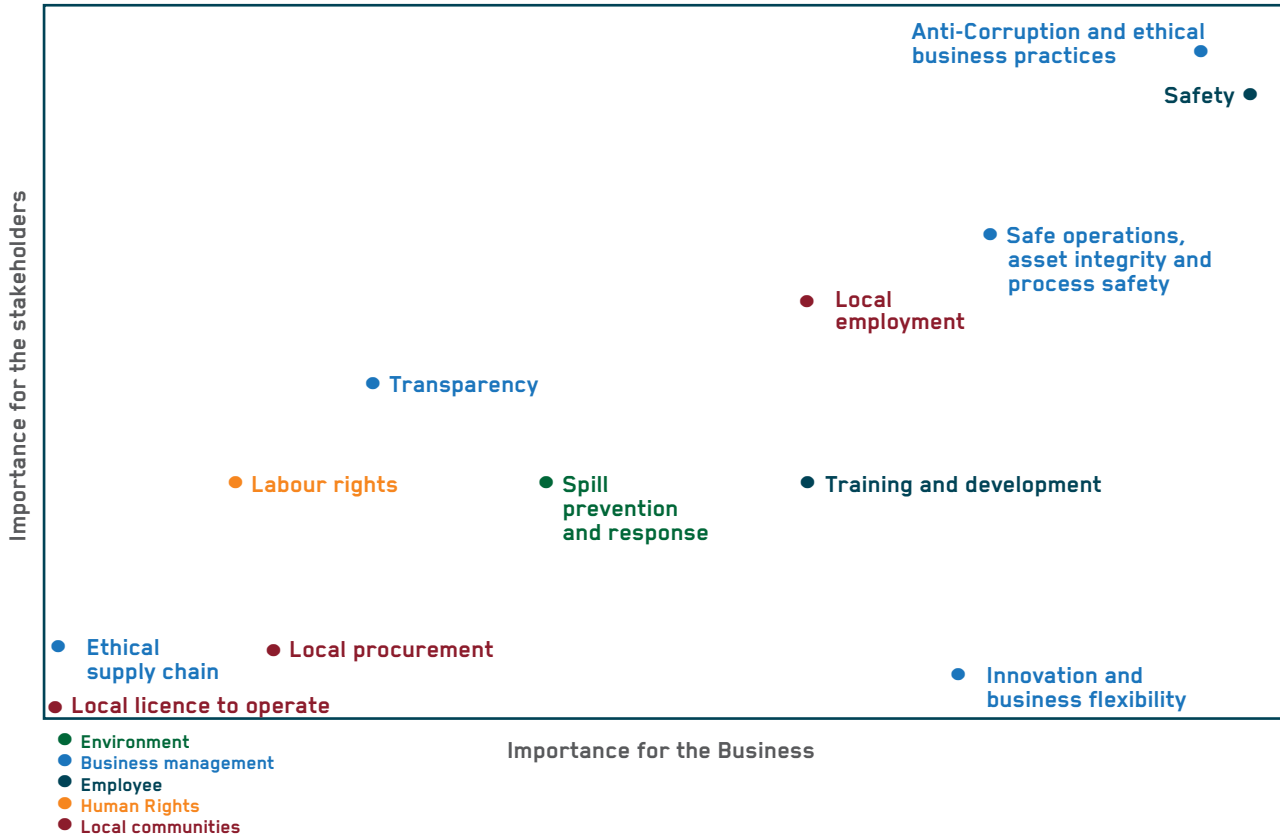 Anti-Corruption and ethical
business practices
Safety
Importance for the stakeholders
Safe operations,
asset integrity and
process safety
Local
employment
Transparency
Labour rights
Spill
prevention
and response
Training and development
Ethical
supply chain
Local procurement
Innovation and
business flexibility
Local licence to operate
Environment
Business management
Employee
Human Rights
Local communities
Importance for the Business